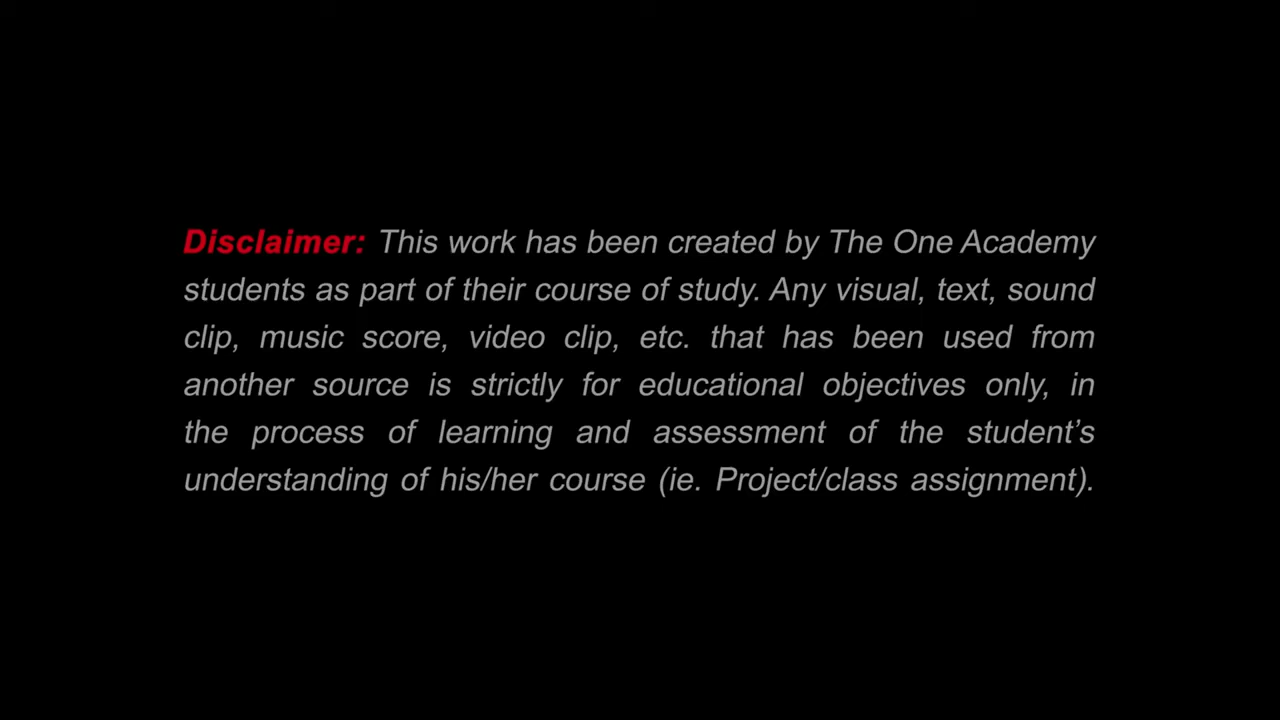 Disclaimer: This work has been created by The One Academy
students as part of their course of study. Any visual, text, sound
clip, music score, video clip, etc. that has been used from
another source is strictly for educational objectives only, in
the process of learning and assessment of the student’s
understanding of his/her course (ie. Project/class assignment).